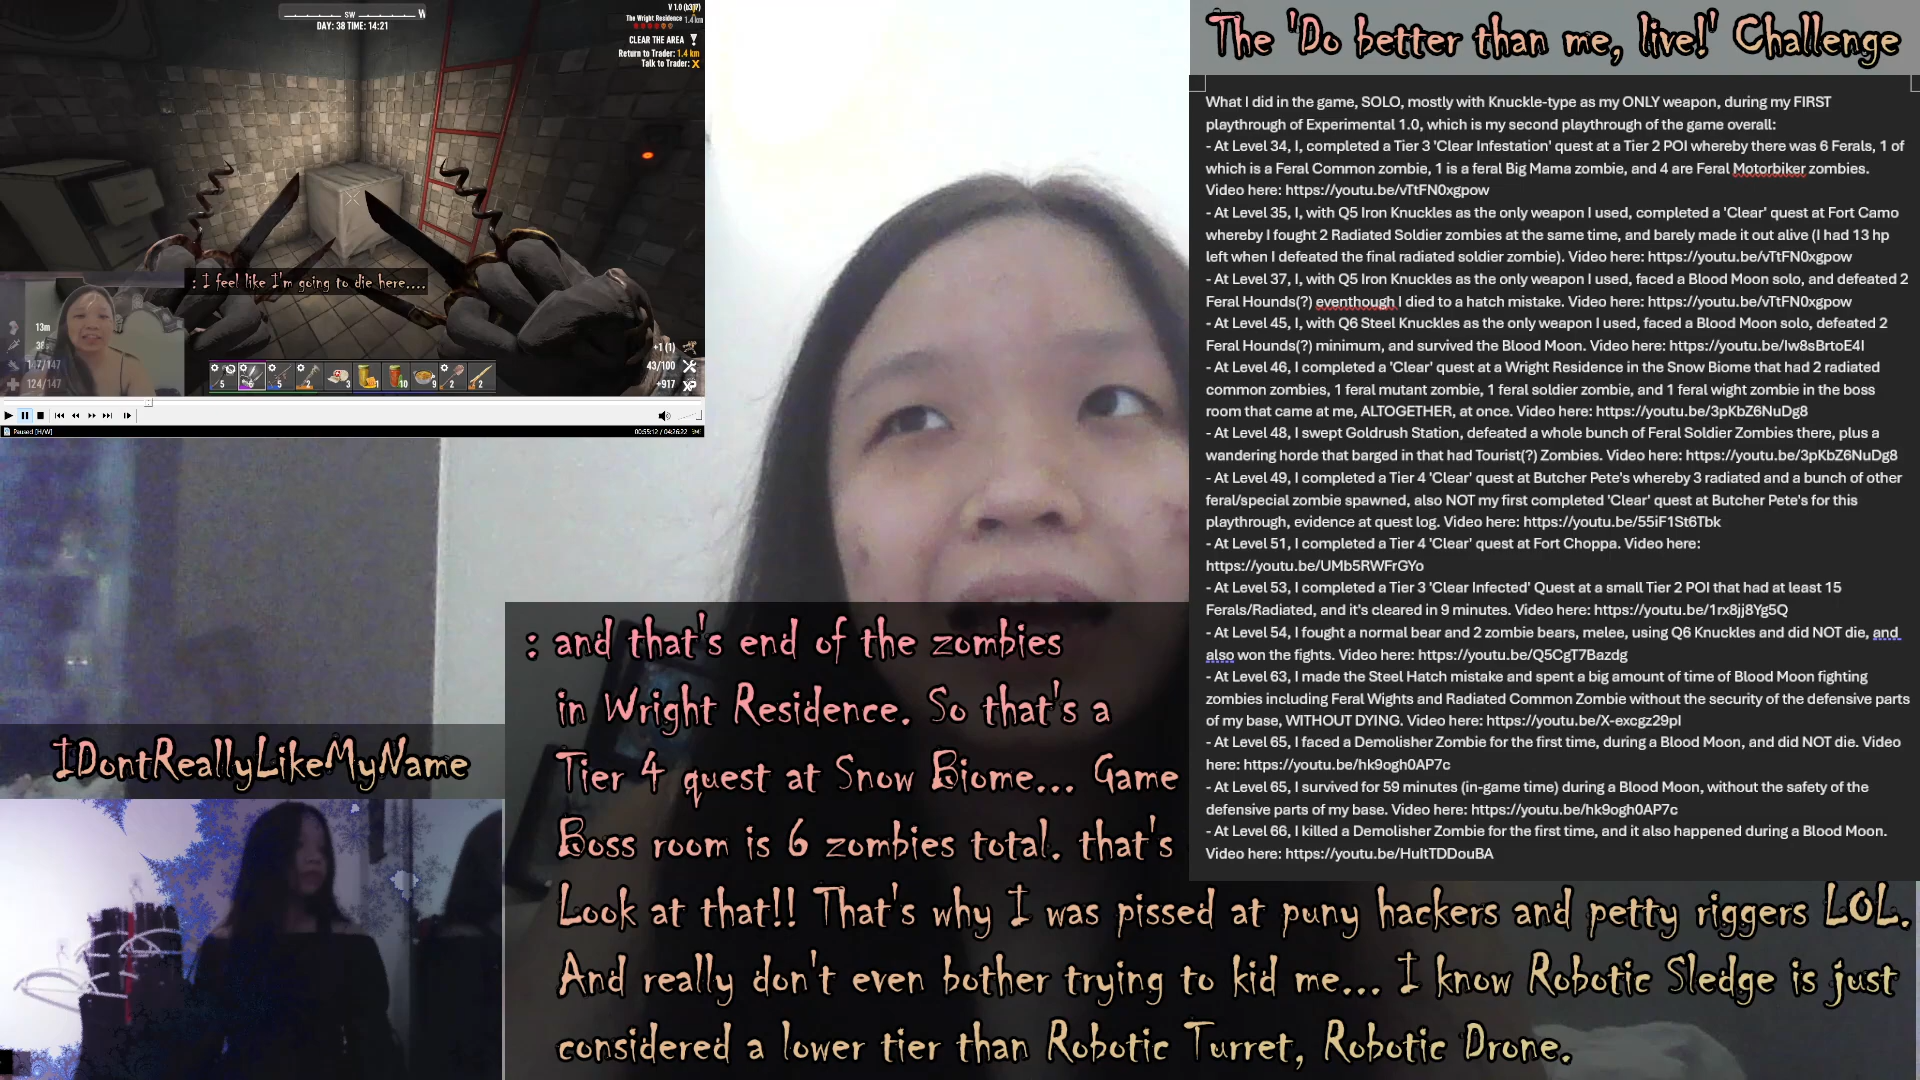 SW
W
DAY: 38 TIME: 14:21
V 1.0 (b317)
The Wright Residence
1.4 km
CLEAR THE AREA
Return to Trader: 1.4 km
Talk to Trader: X
: I feel like I'm going to die here....
13m
147/147
124/147
5 6 5 2 3 1 10 9 2 2
+1 (1)
43/100
+917 XP
Paused [H/W]
00:55:12 / 04:26:22
The 'Do better than me, live!' Challenge
What I did in the game, SOLO, mostly with Knuckle-type as my ONLY weapon, during my FIRST
playthrough of Experimental 1.0, which is my second playthrough of the game overall:
- At Level 34, I, completed a Tier 3 'Clear Infestation' quest at a Tier 2 POI whereby there was 6 Ferals, 1 of
which is a Feral Common zombie, 1 is a feral Big Mama zombie, and 4 are Feral Motorbiker zombies.
Video here: https://youtu.be/vTtFN0xgpow
- At Level 35, I, with Q5 Iron Knuckles as the only weapon I used, completed a 'Clear' quest at Fort Camo
whereby I fought 2 Radiated Soldier zombies at the same time, and barely made it out alive (I had 13 hp
left when I defeated the final radiated soldier zombie). Video here: https://youtu.be/vTtFN0xgpow
- At Level 37, I, with Q5 Iron Knuckles as the only weapon I used, faced a Blood Moon solo, and defeated 2
Feral Hounds(?) eventhough I died to a hatch mistake. Video here: https://youtu.be/vTtFN0xgpow
- At Level 45, I, with Q6 Steel Knuckles as the only weapon I used, faced a Blood Moon solo, defeated 2
Feral Hounds(?) minimum, and survived the Blood Moon. Video here: https://youtu.be/Iw8sBrtoE4I
- At Level 46, I completed a 'Clear' quest at a Wright Residence in the Snow Biome that had 2 radiated
common zombies, 1 feral mutant zombie, 1 feral soldier zombie, and 1 feral wight zombie in the boss
room that came at me, ALTOGETHER, at once. Video here: https://youtu.be/3pKbZ6NuDg8
- At Level 48, I swept Goldrush Station, defeated a whole bunch of Feral Soldier Zombies there, plus a
wandering horde that barged in that had Tourist(?) Zombies. Video here: https://youtu.be/3pKbZ6NuDg8
- At Level 49, I completed a Tier 4 'Clear' quest at Butcher Pete's whereby 3 radiated and a bunch of other
feral/special zombie spawned, also NOT my first completed 'Clear' quest at Butcher Pete's for this
playthrough, evidence at quest log. Video here: https://youtu.be/55iF1St6Tbk
- At Level 51, I completed a Tier 4 'Clear' quest at Fort Choppa. Video here:
https://youtu.be/UMb5RWFrGYo
- At Level 53, I completed a Tier 3 'Clear Infected' Quest at a small Tier 2 POI that had at least 15
Ferals/Radiated, and it's cleared in 9 minutes. Video here: https://youtu.be/1rx8jj8Yg5Q
- At Level 54, I fought a normal bear and 2 zombie bears, melee, using Q6 Knuckles and did NOT die, and
also won the fights. Video here: https://youtu.be/Q5CgT7Bazdg
- At Level 63, I made the Steel Hatch mistake and spent a big amount of time of Blood Moon fighting
zombies including Feral Wights and Radiated Common Zombie without the security of the defensive parts
of my base, WITHOUT DYING. Video here: https://youtu.be/X-excgz29pI
- At Level 65, I faced a Demolisher Zombie for the first time, during a Blood Moon, and did NOT die. Video
here: https://youtu.be/hk9ogh0AP7c
- At Level 65, I survived for 59 minutes (in-game time) during a Blood Moon, without the safety of the
defensive parts of my base. Video here: https://youtu.be/hk9ogh0AP7c
- At Level 66, I killed a Demolisher Zombie for the first time, and it also happened during a Blood Moon.
Video here: https://youtu.be/HuItTDDouBA
IDontReallyLikeMyName
: and that's end of the zombies
in Wright Residence. So that's a
Tier 4 quest at Snow Biome... Game
Boss room is 6 zombies total. that's
Look at that!! That's why I was pissed at puny hackers and petty riggers LOL.
And really don't even bother trying to kid me... I know Robotic Sledge is just
considered a lower tier than Robotic Turret, Robotic Drone.